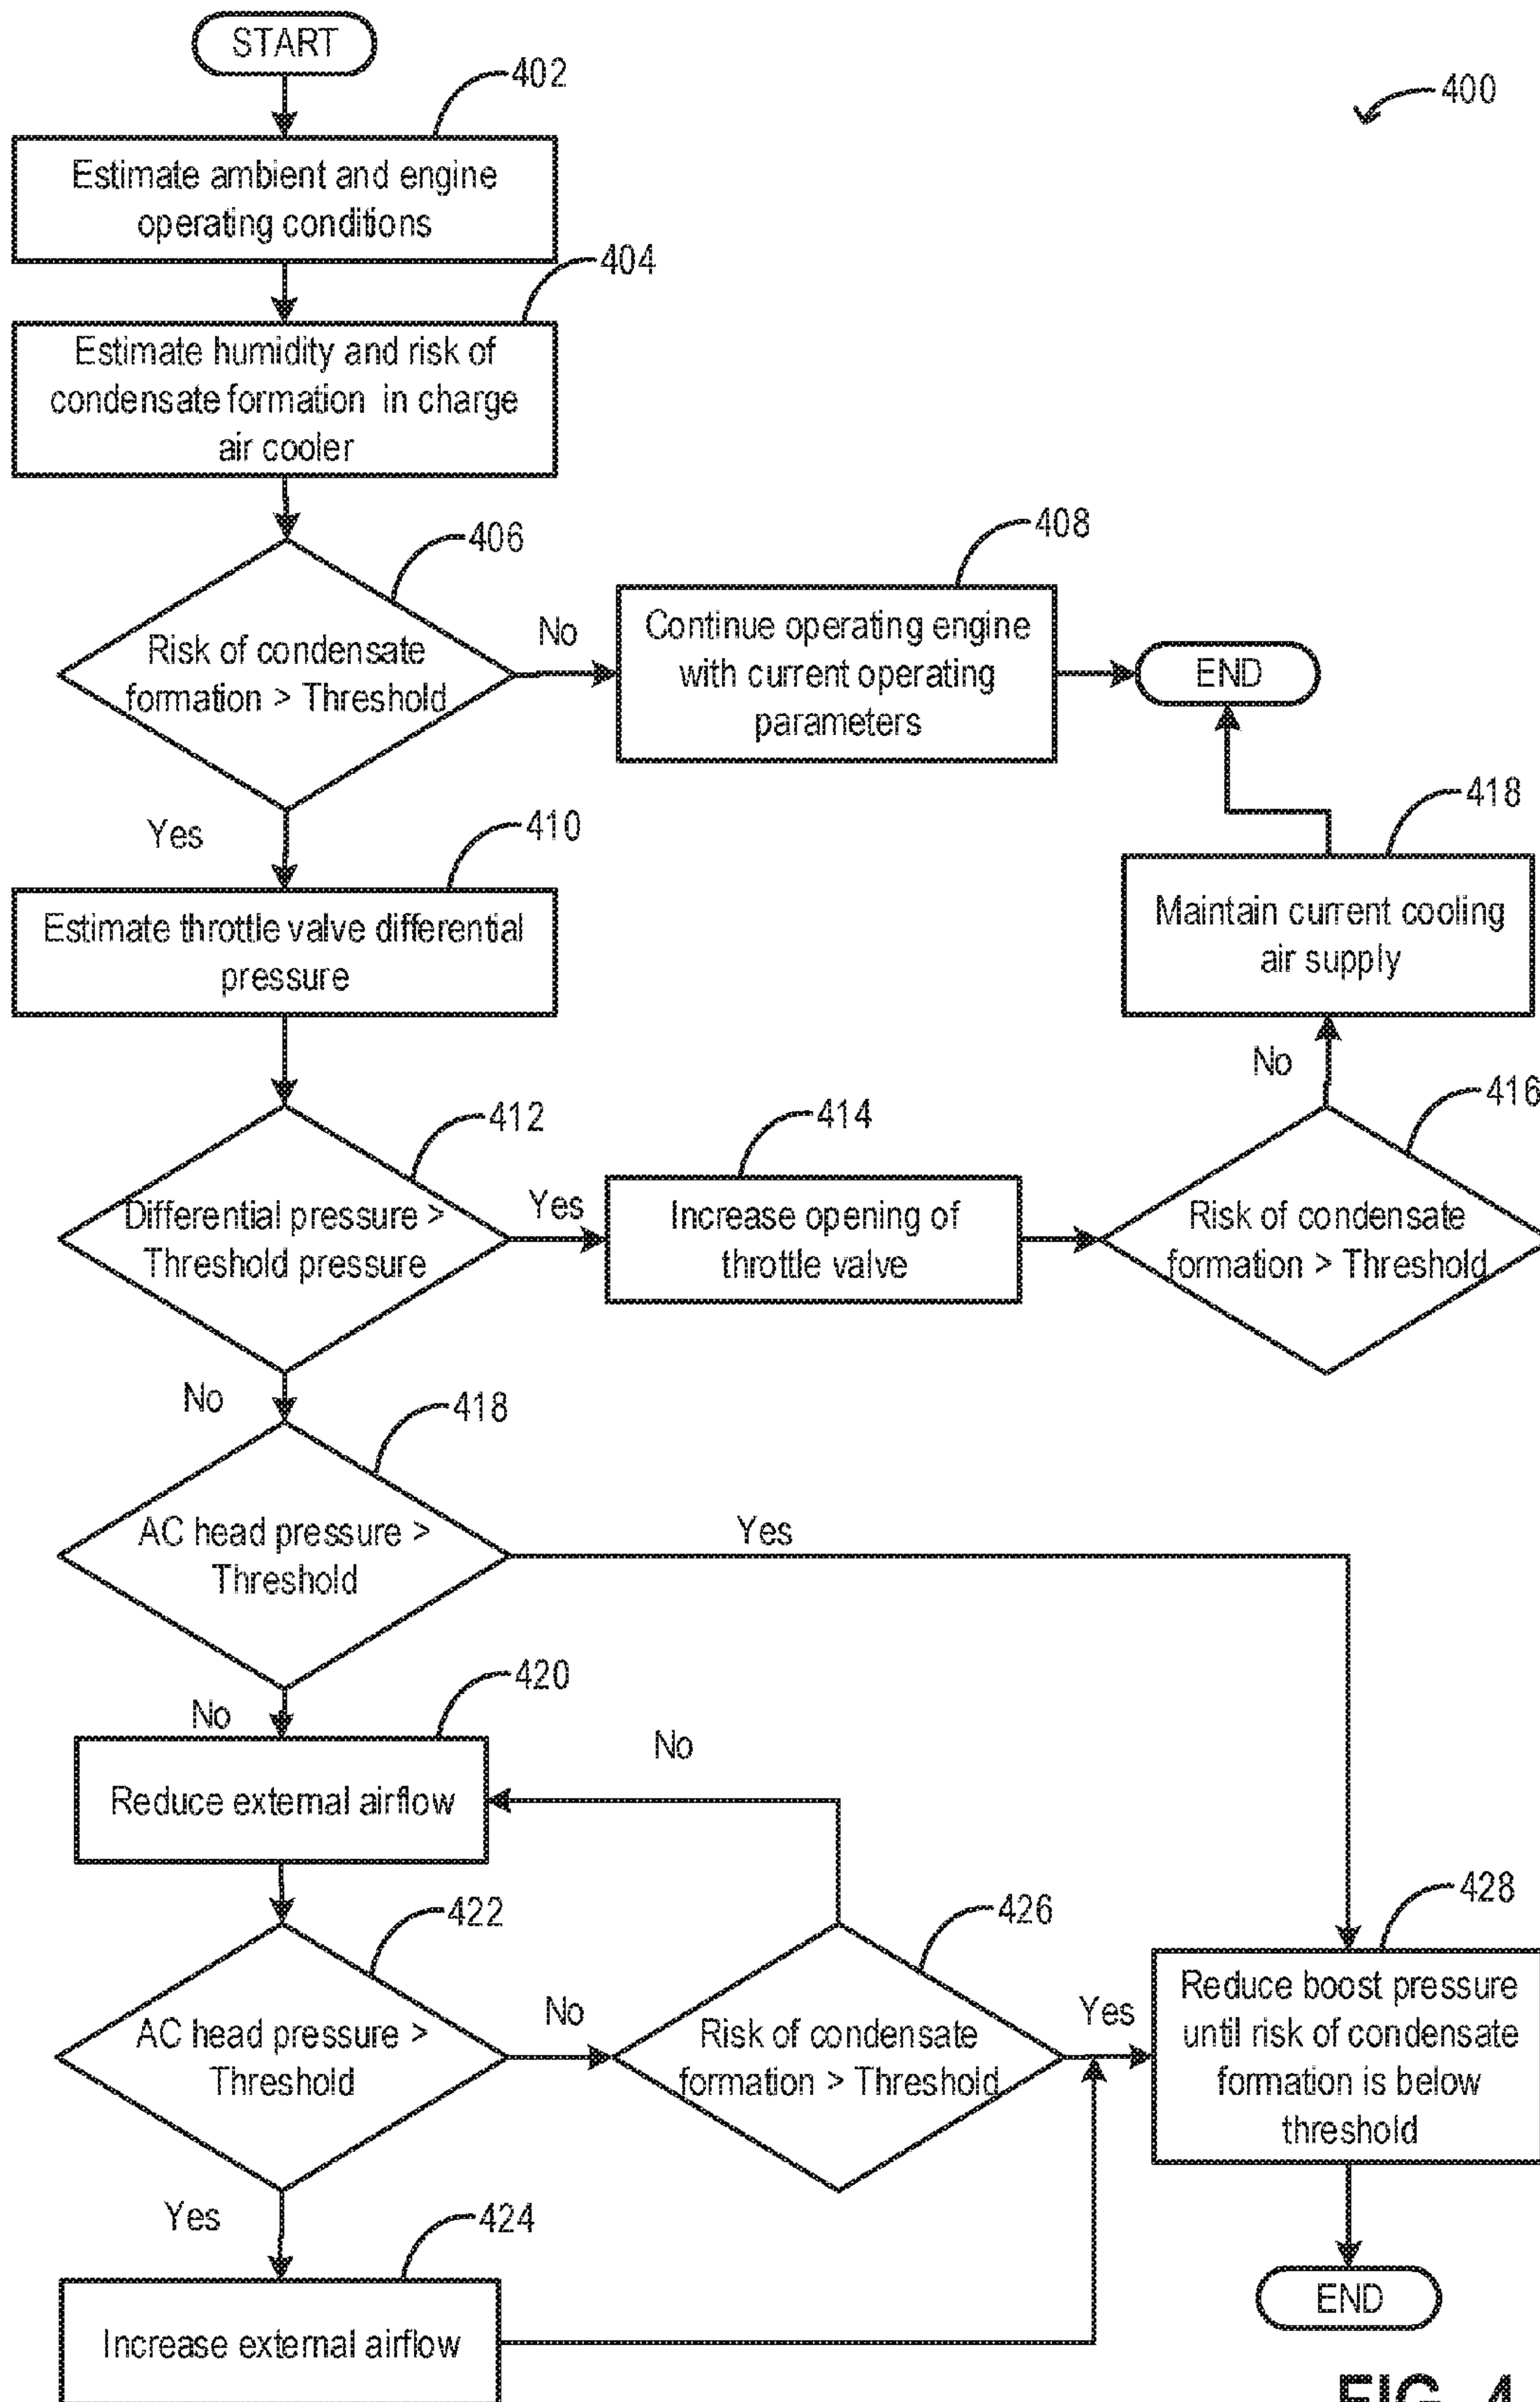 START
402
400
Estimate ambient and engine
operating conditions
404
Estimate humidity and risk of
condensate formation in charge
air cooler
406
408
Risk of condensate
formation > Threshold
No
Continue operating engine
with current operating
parameters
END
Yes
410
418
Estimate throttle valve differential
pressure
Maintain current cooling
air supply
No
412
414
416
Differential pressure >
Threshold pressure
Yes
Increase opening of
throttle valve
Risk of condensate
formation > Threshold
No
418
AC head pressure >
Threshold
Yes
420
No
No
Reduce external airflow
422
426
428
AC head pressure >
Threshold
No
Risk of condensate
formation > Threshold
Yes
Reduce boost pressure
until risk of condensate
formation is below
threshold
Yes
424
END
Increase external airflow
FIG. 4